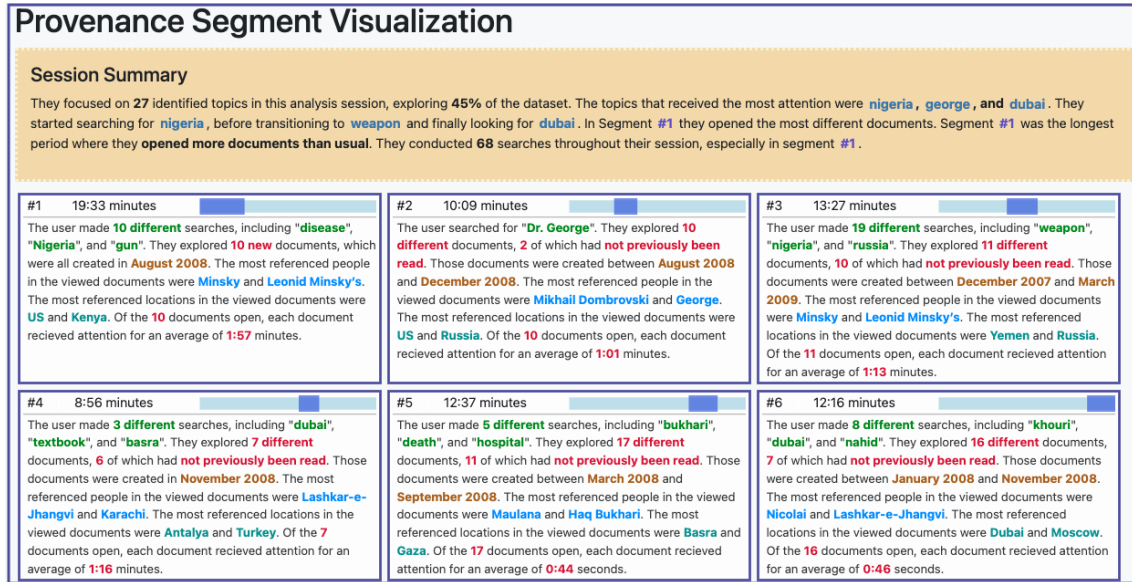 Provenance Segment Visualization
Session Summary
They focused on 27 identified topics in this analysis session, exploring 45% of the dataset. The topics that received the most attention were nigeria , george , and dubai . They
started searching for nigeria , before transitioning to weapon and finally looking for dubai . In Segment #1 they opened the most different documents. Segment #1 was the longest
period where they opened more documents than usual. They conducted 68 searches throughout their session, especially in segment #1 .
#1 19:33 minutes
The user made 10 different searches, including "disease",
"Nigeria", and "gun". They explored 10 new documents, which
were all created in August 2008. The most referenced people
in the viewed documents were Minsky and Leonid Minsky's.
The most referenced locations in the viewed documents were
US and Kenya. Of the 10 documents open, each document
recieved attention for an average of 1:57 minutes.
#2 10:09 minutes
The user searched for "Dr. George". They explored 10
different documents, 2 of which had not previously been
read. Those documents were created between August 2008
and December 2008. The most referenced people in the
viewed documents were Mikhail Dombrovski and George.
The most referenced locations in the viewed documents were
US and Russia. Of the 10 documents open, each document
recieved attention for an average of 1:01 minutes.
#3 13:27 minutes
The user made 19 different searches, including "weapon",
"nigeria", and "russia". They explored 11 different
documents, 10 of which had not previously been read. Those
documents were created between December 2007 and March
2009. The most referenced people in the viewed documents
were Minsky and Leonid Minsky's. The most referenced
locations in the viewed documents were Yemen and Russia.
Of the 11 documents open, each document recieved attention
for an average of 1:13 minutes.
#4 8:56 minutes
The user made 3 different searches, including "dubai",
"textbook", and "basra". They explored 7 different
documents, 6 of which had not previously been read. Those
documents were created in November 2008. The most
referenced people in the viewed documents were Lashkar-e-
Jhangvi and Karachi. The most referenced locations in the
viewed documents were Antalya and Turkey. Of the 7
documents open, each document recieved attention for an
average of 1:16 minutes.
#5 12:37 minutes
The user made 5 different searches, including "bukhari",
"death", and "hospital". They explored 17 different
documents, 11 of which had not previously been read. Those
documents were created between March 2008 and
September 2008. The most referenced people in the viewed
documents were Maulana and Haq Bukhari. The most
referenced locations in the viewed documents were Basra and
Gaza. Of the 17 documents open, each document recieved
attention for an average of 0:44 seconds.
#6 12:16 minutes
The user made 8 different searches, including "khouri",
"dubai", and "nahid". They explored 16 different documents,
7 of which had not previously been read. Those documents
were created between January 2008 and November 2008.
The most referenced people in the viewed documents were
Nicolai and Lashkar-e-Jhangvi. The most referenced
locations in the viewed documents were Dubai and Moscow.
Of the 16 documents open, each document recieved attention
for an average of 0:46 seconds.